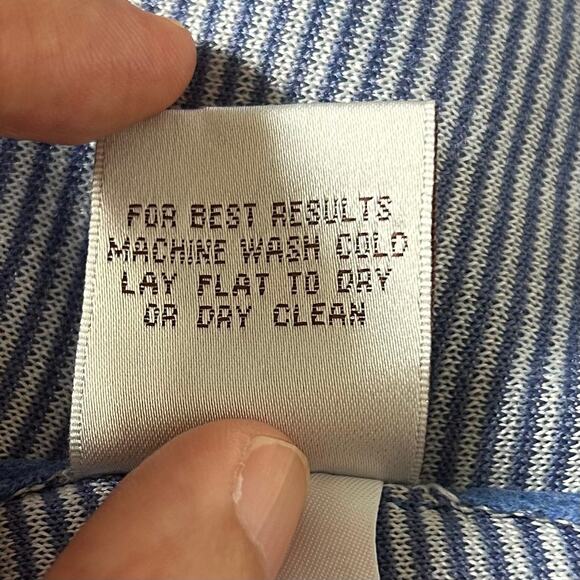 FOR BEST RESULTS
MACHINE WASH COLD
LAY FLAT TO DRY
OR DRY CLEAN